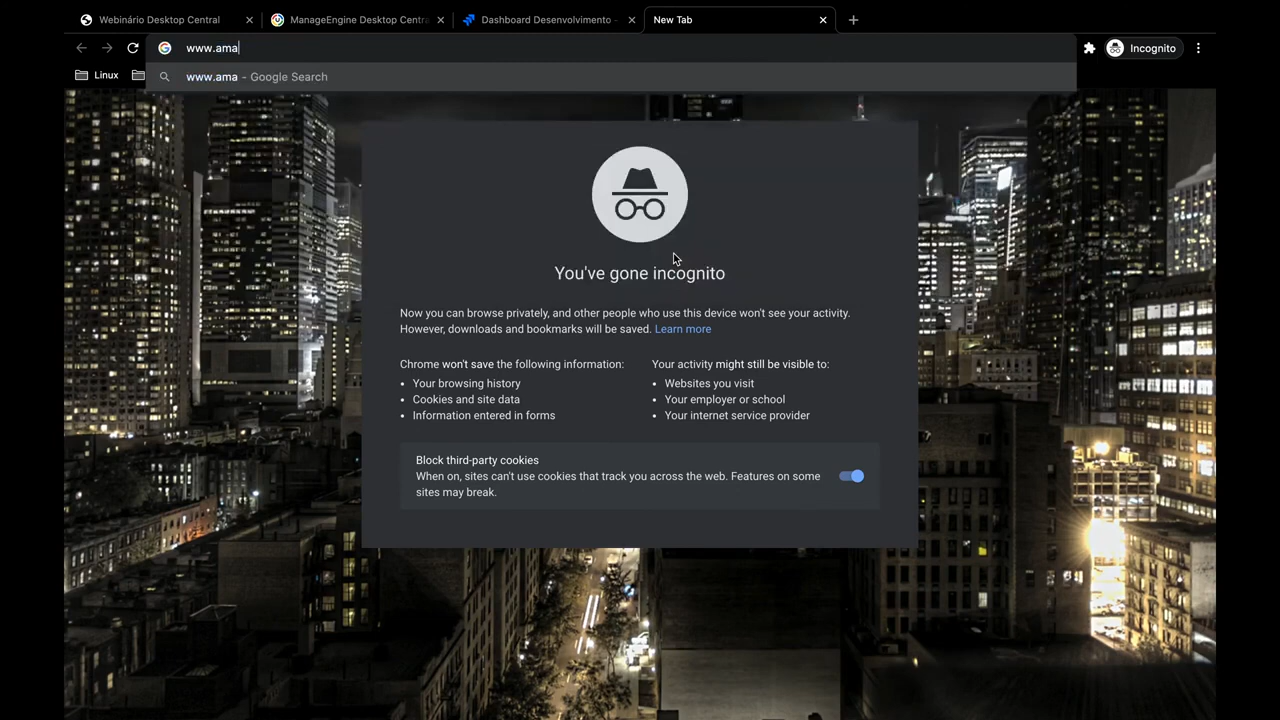 Webinário Desktop Central
ManageEngine Desktop Centra
Dashboard Desenvolvimento -
New Tab
www.ama
Incognito
Linux
www.ama - Google Search
You've gone incognito
Now you can browse privately, and other people who use this device won't see your activity.
However, downloads and bookmarks will be saved. Learn more
Chrome won't save the following information:
• Your browsing history
• Cookies and site data
• Information entered in forms
Your activity might still be visible to:
• Websites you visit
• Your employer or school
• Your internet service provider
Block third-party cookies
When on, sites can't use cookies that track you across the web. Features on some
sites may break.